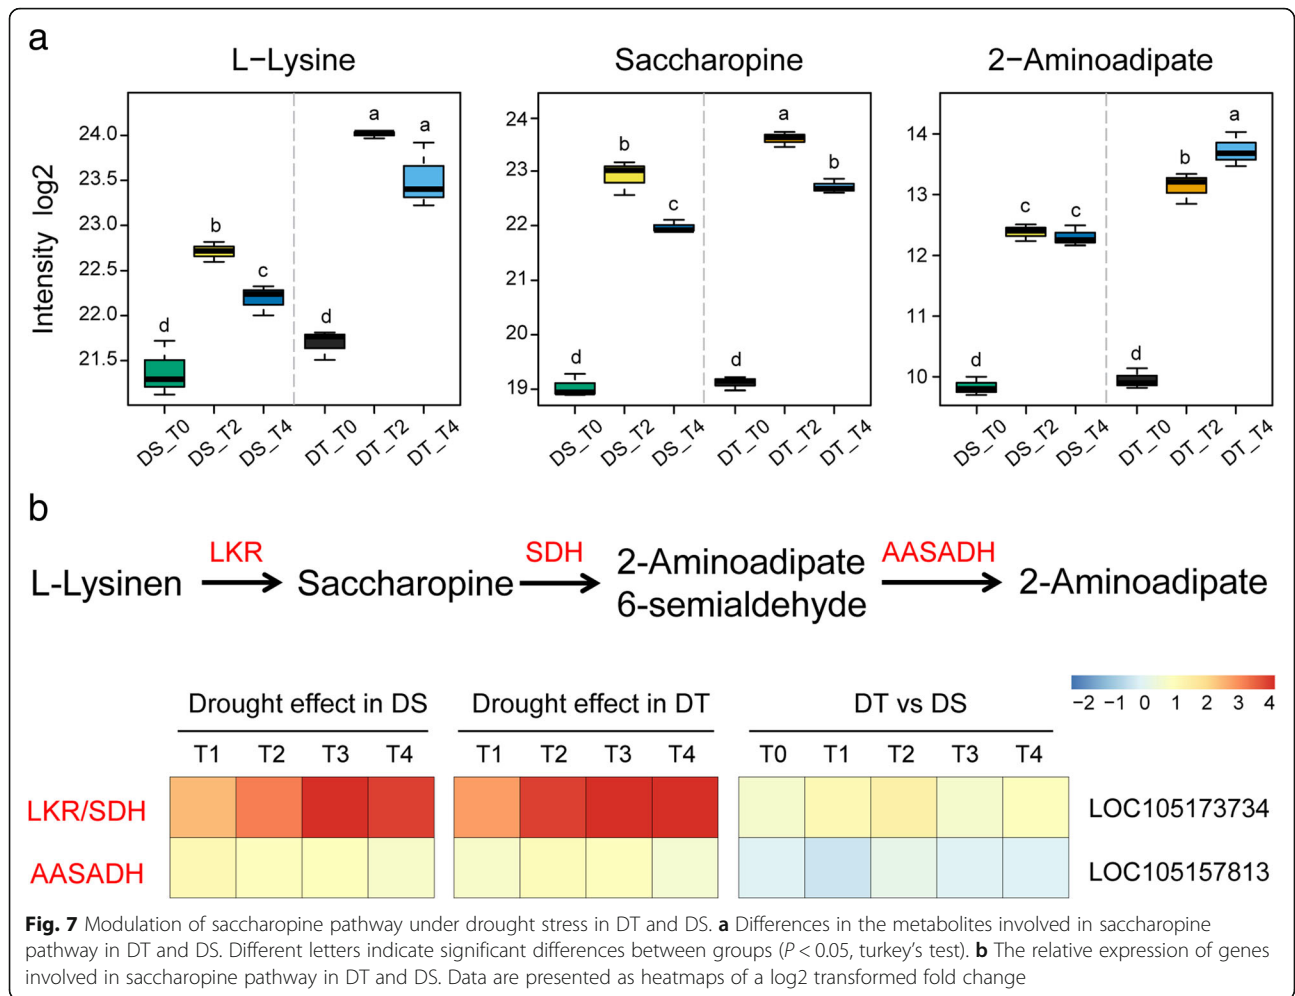 a
L−Lysine
Saccharopine
2−Aminoadipate
Intensity log2
24.0
23.5
23.0
22.5
22.0
21.5
d
b
c
d
a
a
DS_T0
DS_T2
DS_T4
DT_T0
DT_T2
DT_T4
24
23
22
21
20
19
d
b
c
d
a
b
DS_T0
DS_T2
DS_T4
DT_T0
DT_T2
DT_T4
14
13
12
11
10
d
c
c
d
b
a
DS_T0
DS_T2
DS_T4
DT_T0
DT_T2
DT_T4
b
L-Lysinen
LKR
Saccharopine
SDH
2-Aminoadipate
6-semialdehyde
AASADH
2-Aminoadipate
−2 −1 0 1 2 3 4
Drought effect in DS
Drought effect in DT
DT vs DS
T1 T2 T3 T4
T1 T2 T3 T4
T0 T1 T2 T3 T4
LKR/SDH
LOC105173734
AASADH
LOC105157813
Fig. 7 Modulation of saccharopine pathway under drought stress in DT and DS. a Differences in the metabolites involved in saccharopine
pathway in DT and DS. Different letters indicate significant differences between groups (P < 0.05, turkey's test). b The relative expression of genes
involved in saccharopine pathway in DT and DS. Data are presented as heatmaps of a log2 transformed fold change